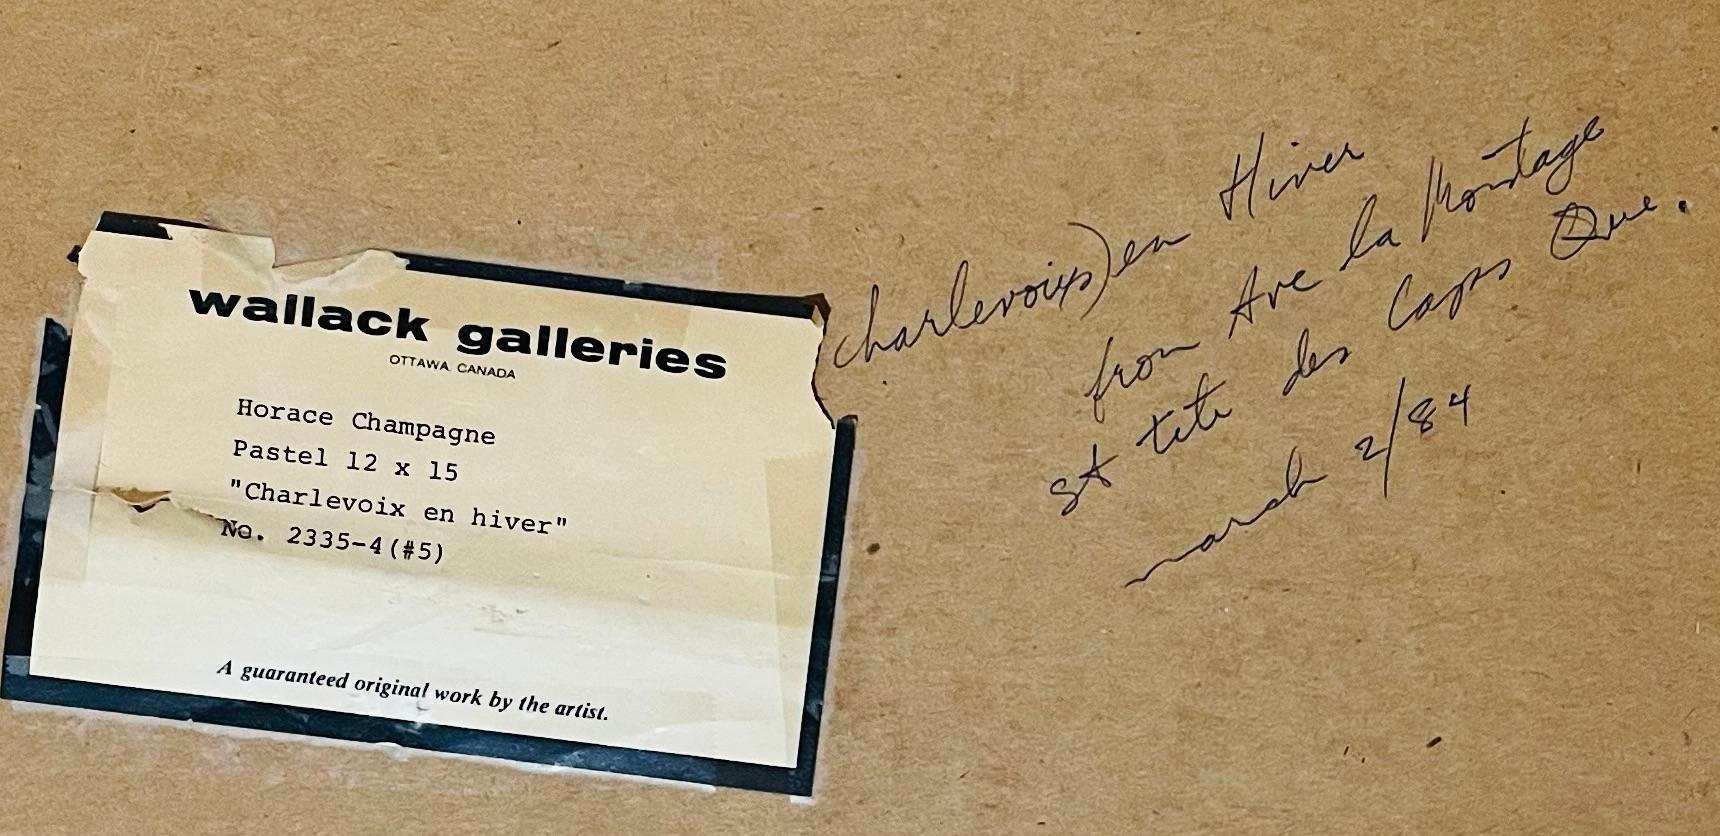 wallack galleries
OTTAWA CANADA
Horace Champagne
Pastel 12 x 15
"Charlevoix en hiver"
No. 2335-4(#5)
A guaranteed original work by the artist.
Charlevoixs) en Hiver
from Ave la Montage
st tite des Caps Que.
march 2/84